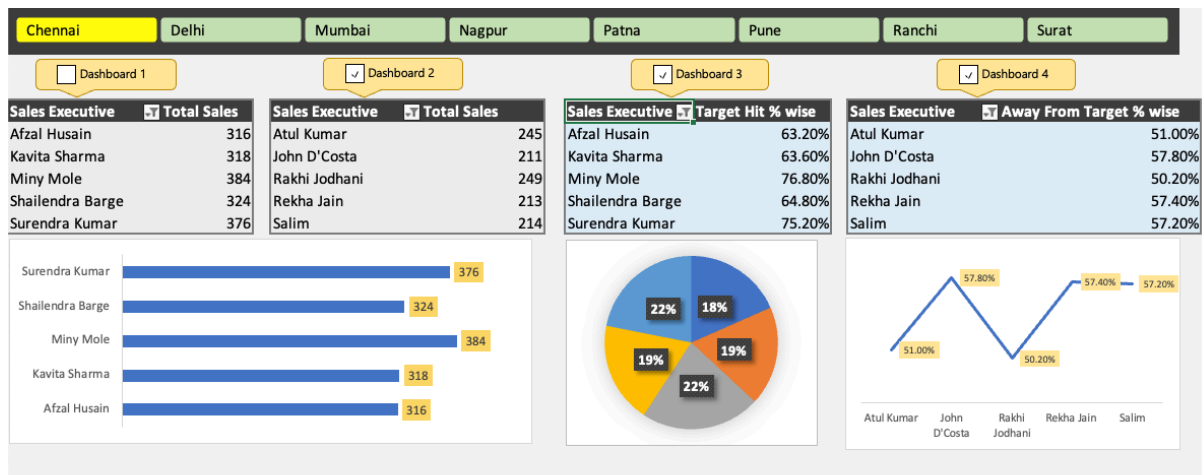 Chennai Delhi Mumbai Nagpur Patna Pune Ranchi Surat
Dashboard 1 Dashboard 2 Dashboard 3 Dashboard 4
Sales Executive Total Sales
Afzal Husain 316
Kavita Sharma 318
Miny Mole 384
Shailendra Barge 324
Surendra Kumar 376
Sales Executive Total Sales
Atul Kumar 245
John D'Costa 211
Rakhi Jodhani 249
Rekha Jain 213
Salim 214
Sales Executive Target Hit % wise
Afzal Husain 63.20%
Kavita Sharma 63.60%
Miny Mole 76.80%
Shailendra Barge 64.80%
Surendra Kumar 75.20%
Sales Executive Away From Target % wise
Atul Kumar 51.00%
John D'Costa 57.80%
Rakhi Jodhani 50.20%
Rekha Jain 57.40%
Salim 57.20%
Surendra Kumar 376
Shailendra Barge 324
Miny Mole 384
Kavita Sharma 318
Afzal Husain 316
22% 18%
19% 19%
22%
57.80% 57.40% 57.20%
51.00% 50.20%
Atul Kumar John Rakhi Rekha Jain Salim
D'Costa Jodhani